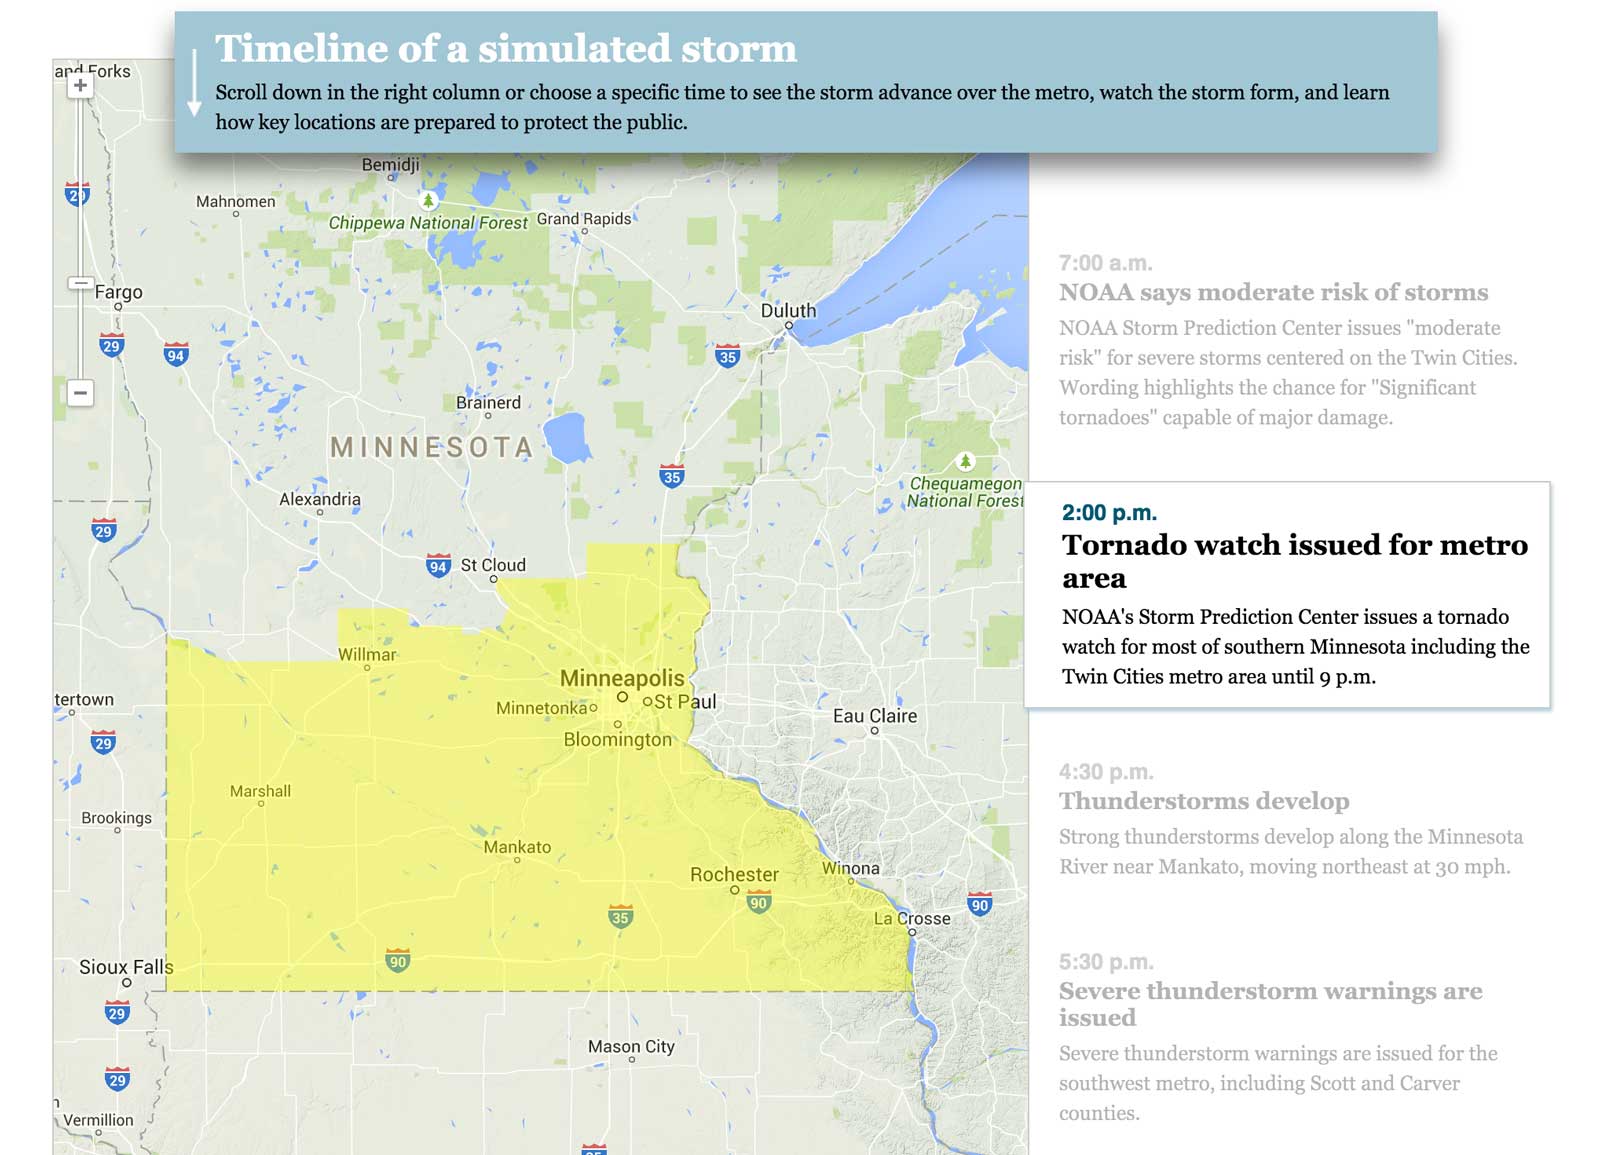 Timeline of a simulated storm
Scroll down in the right column or choose a specific time to see the storm advance over the metro, watch the storm form, and learn
how key locations are prepared to protect the public.
and Forks
+
Bemidji
29
Mahnomen
Chippewa National Forest
Grand Rapids
Fargo
Duluth
29
94
35
−
Brainerd
MINNESOTA
35
Chequamegon
National Forest
Alexandria
29
94
St Cloud
Willmar
Minneapolis
tertown
Minnetonka
St Paul
Eau Claire
29
Bloomington
Marshall
Brookings
Mankato
Rochester
Winona
90
35
90
La Crosse
90
Sioux Falls
29
Mason City
29
Vermillion
35
7:00 a.m.
NOAA says moderate risk of storms
NOAA Storm Prediction Center issues "moderate
risk" for severe storms centered on the Twin Cities.
Wording highlights the chance for "Significant
tornadoes" capable of major damage.
2:00 p.m.
Tornado watch issued for metro
area
NOAA's Storm Prediction Center issues a tornado
watch for most of southern Minnesota including the
Twin Cities metro area until 9 p.m.
4:30 p.m.
Thunderstorms develop
Strong thunderstorms develop along the Minnesota
River near Mankato, moving northeast at 30 mph.
5:30 p.m.
Severe thunderstorm warnings are
issued
Severe thunderstorm warnings are issued for the
southwest metro, including Scott and Carver
counties.